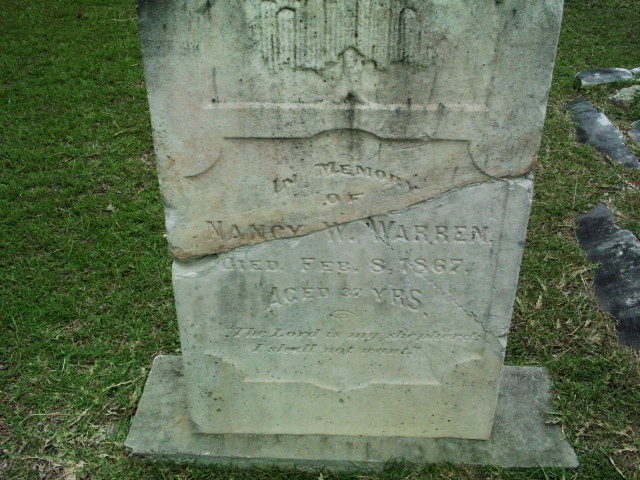 In Memory
OF
Nancy W. Warren,
Died Feb. 8, 1867.
Aged 37 Yrs.
The Lord is my shepherd
I shall not want.